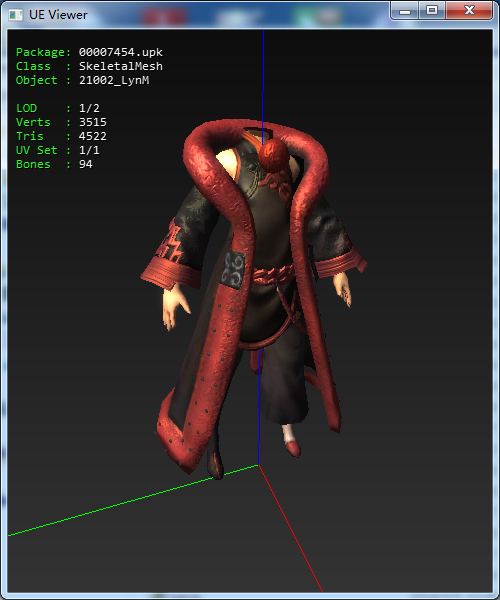 UE Viewer
Package: 00007454.upk
Class : SkeletalMesh
Object : 21002_LynM
LOD : 1/2
Verts : 3515
Tris : 4522
UV Set : 1/1
Bones : 94